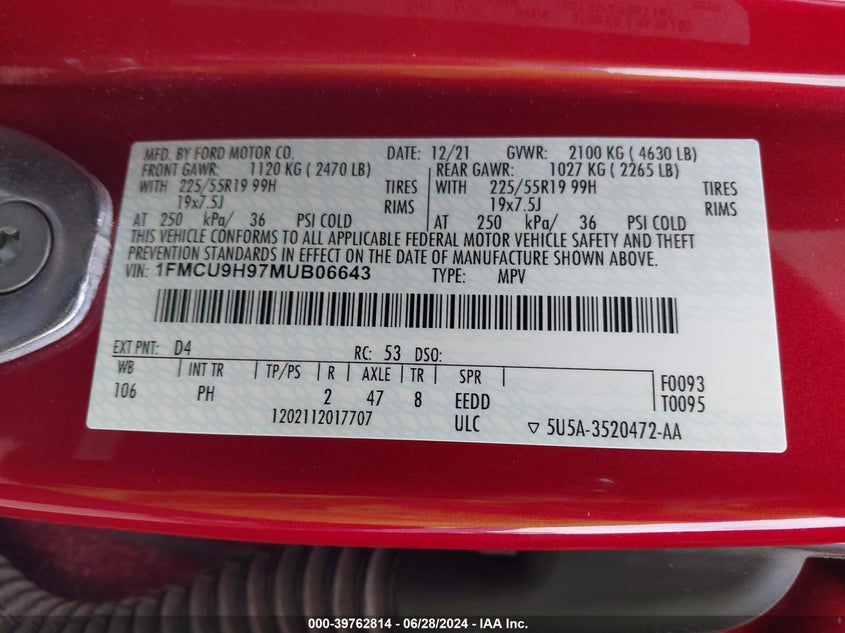 MFD. BY FORD MOTOR CO. DATE: 12/21 GVWR: 2100 KG ( 4630 LB)
FRONT GAWR: 1120 KG ( 2470 LB) REAR GAWR: 1027 KG ( 2265 LB)
WITH 225/55R19 99H TIRES WITH 225/55R19 99H TIRES
19x7.5J RIMS 19x7.5J RIMS
AT 250 kPa/ 36 PSI COLD AT 250 kPa/ 36 PSI COLD
THIS VEHICLE CONFORMS TO ALL APPLICABLE FEDERAL MOTOR VEHICLE SAFETY AND THEFT
PREVENTION STANDARDS IN EFFECT ON THE DATE OF MANUFACTURE SHOWN ABOVE.
VIN: 1FMCU9H97MUB06643 TYPE: MPV
EXT PNT: D4 RC: 53 DSO:
WB INT TR TP/PS R AXLE TR SPR F0093
106 PH 2 47 8 EEDD T0095
1202112017707 ULC ▽ 5U5A-3520472-AA
000-39762814 - 06/28/2024 - IAA Inc.